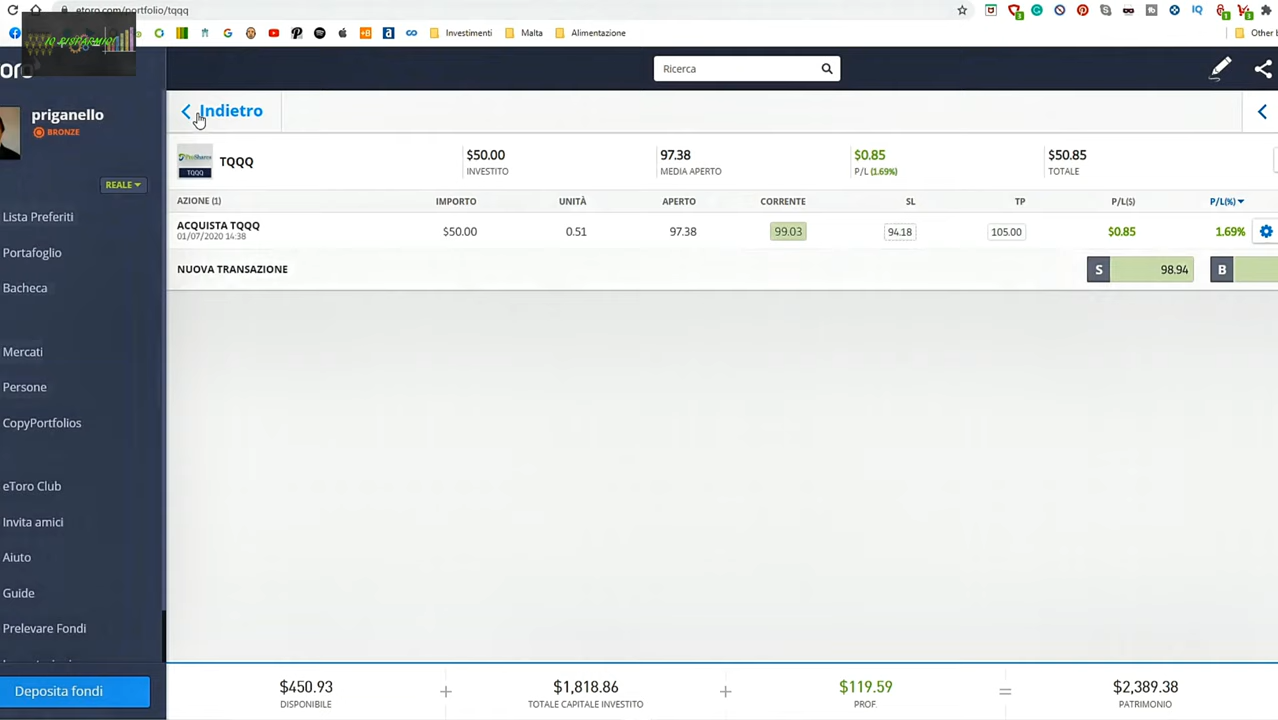 etoro.com/portfolio/tqqq
Investimenti
Malta
Alimentazione
Other b
IO RISPARMIO!
oro
Ricerca
priganello
BRONZE
REALE
Lista Preferiti
Portafoglio
Bacheca
Mercati
Persone
CopyPortfolios
eToro Club
Invita amici
Aiuto
Guide
Prelevare Fondi
Deposita fondi
Indietro
ProShares
TQQQ
TQQQ
$50.00
INVESTITO
97.38
MEDIA APERTO
$0.85
P/L (1.69%)
$50.85
TOTALE
AZIONE (1) IMPORTO UNITÀ APERTO CORRENTE SL TP P/L($) P/L(%)
ACQUISTA TQQQ
01/07/2020 14:38
$50.00 0.51 97.38 99.03 94.18 105.00 $0.85 1.69%
NUOVA TRANSAZIONE S 98.94 B
$450.93 + $1,818.86 + $119.59 = $2,389.38
DISPONIBILE TOTALE CAPITALE INVESTITO PROF. PATRIMONIO